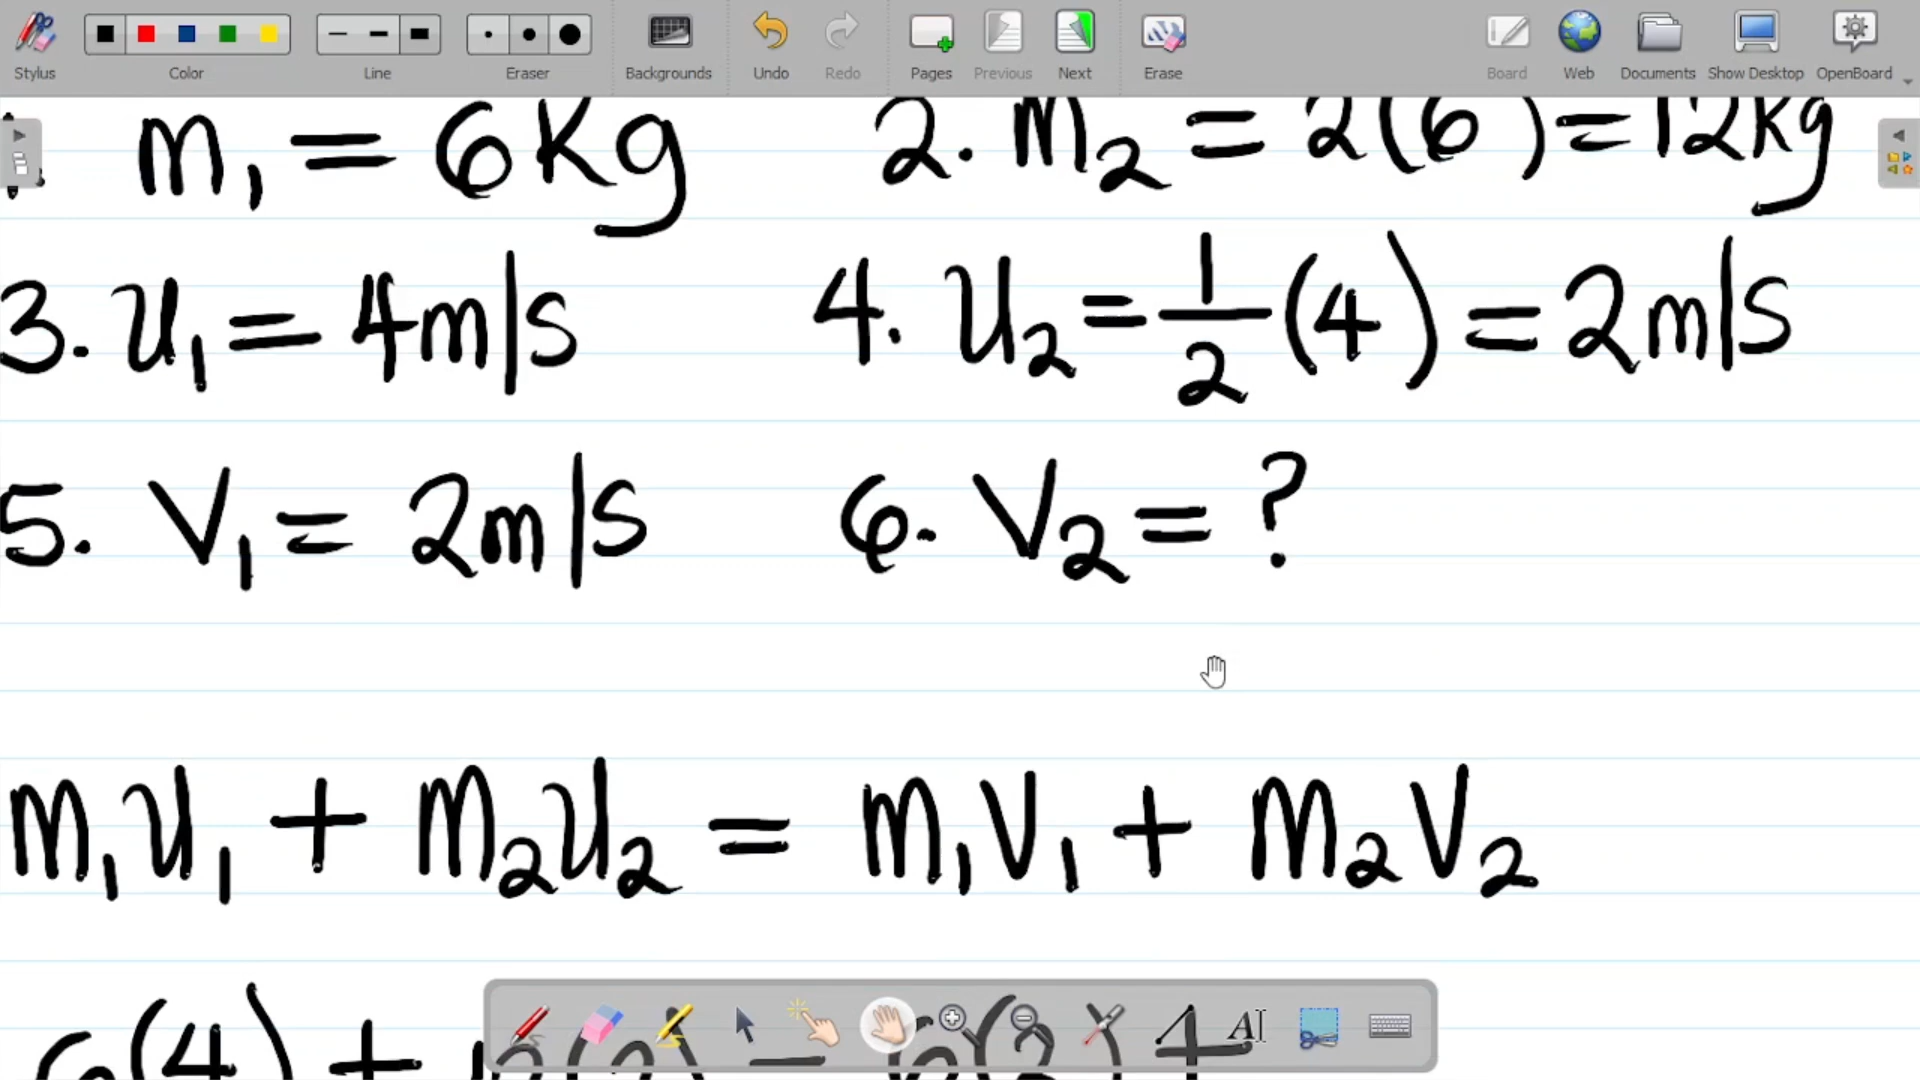 Stylus Color Line Eraser Backgrounds Undo Redo Pages Previous Next Erase Board Web Documents Show Desktop OpenBoard
m₁ = 6Kg 2. m₂ = 2(6) = 12kg
3. u₁ = 4m/s 4. u₂ = 1/2 (4) = 2m/s
5. V₁ = 2m/s 6. V₂ = ?
m₁u₁ + m₂u₂ = m₁V₁ + m₂V₂
6(4) +